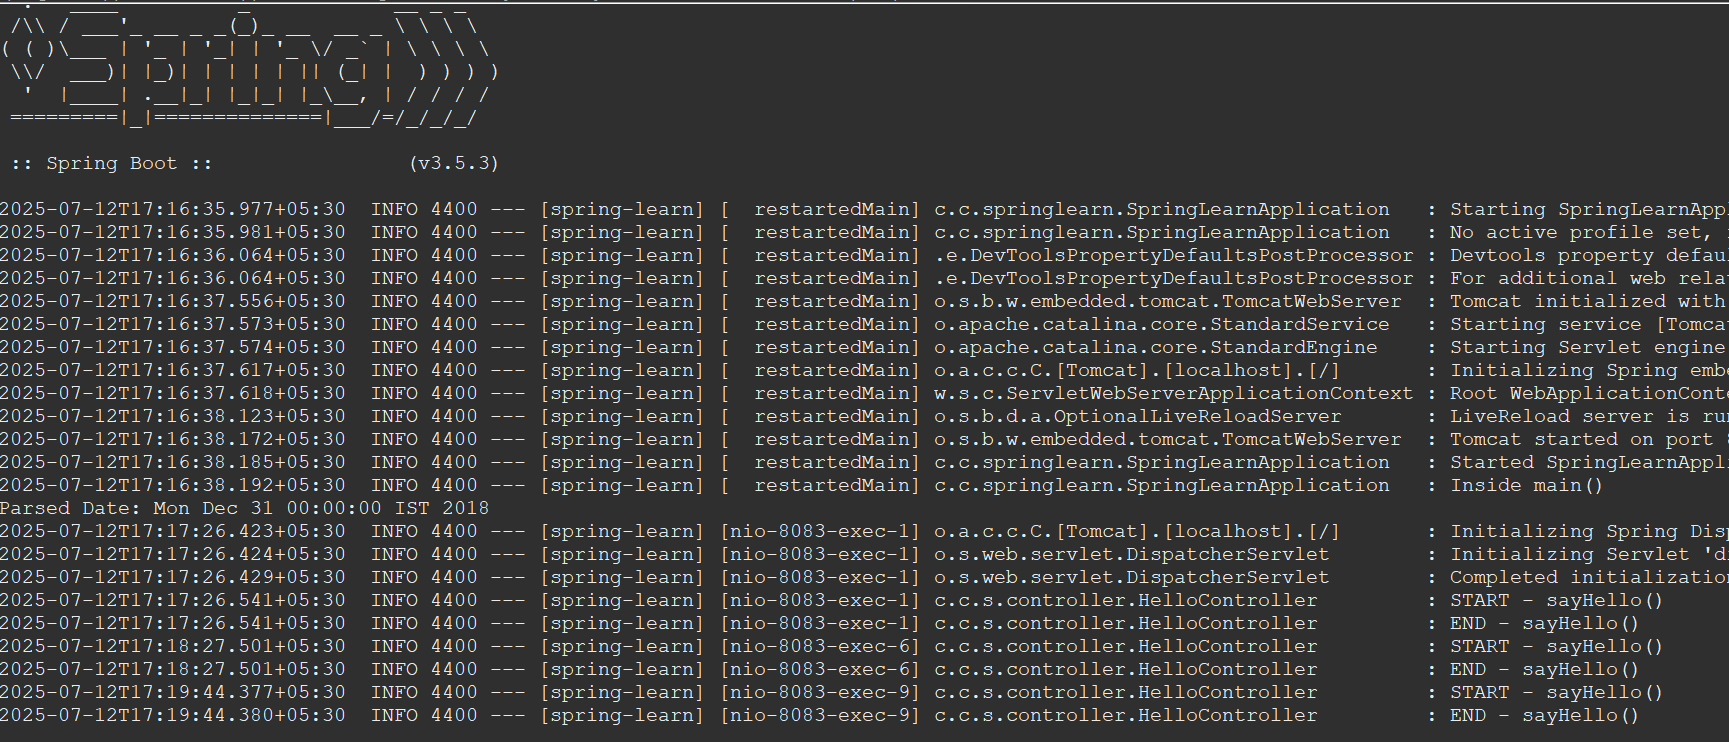 .   ____          _            __ _ _
 /\\ / ___'_ __ _ _(_)_ __  __ _ \ \ \ \
( ( )\___ | '_ | '_| | '_ \/ _` | \ \ \ \
 \\/  ___)| |_)| | | | | || (_| |  ) ) ) )
  '  |____| .__|_| |_|_| |_\__, | / / / /
 =========|_|==============|___/=/_/_/_/
 :: Spring Boot ::                (v3.5.3)
2025-07-12T17:16:35.977+05:30  INFO 4400 --- [spring-learn] [  restartedMain] c.c.springlearn.SpringLearnApplication   : Starting SpringLearnApp
2025-07-12T17:16:35.981+05:30  INFO 4400 --- [spring-learn] [  restartedMain] c.c.springlearn.SpringLearnApplication   : No active profile set,
2025-07-12T17:16:36.064+05:30  INFO 4400 --- [spring-learn] [  restartedMain] .e.DevToolsPropertyDefaultsPostProcessor : Devtools property defau
2025-07-12T17:16:36.064+05:30  INFO 4400 --- [spring-learn] [  restartedMain] .e.DevToolsPropertyDefaultsPostProcessor : For additional web rela
2025-07-12T17:16:37.556+05:30  INFO 4400 --- [spring-learn] [  restartedMain] o.s.b.w.embedded.tomcat.TomcatWebServer  : Tomcat initialized with
2025-07-12T17:16:37.573+05:30  INFO 4400 --- [spring-learn] [  restartedMain] o.apache.catalina.core.StandardService   : Starting service [Tomca
2025-07-12T17:16:37.574+05:30  INFO 4400 --- [spring-learn] [  restartedMain] o.apache.catalina.core.StandardEngine    : Starting Servlet engine
2025-07-12T17:16:37.617+05:30  INFO 4400 --- [spring-learn] [  restartedMain] o.a.c.c.C.[Tomcat].[localhost].[/]       : Initializing Spring embe
2025-07-12T17:16:37.618+05:30  INFO 4400 --- [spring-learn] [  restartedMain] w.s.c.ServletWebServerApplicationContext : Root WebApplicationConte
2025-07-12T17:16:38.123+05:30  INFO 4400 --- [spring-learn] [  restartedMain] o.s.b.d.a.OptionalLiveReloadServer       : LiveReload server is run
2025-07-12T17:16:38.172+05:30  INFO 4400 --- [spring-learn] [  restartedMain] o.s.b.w.embedded.tomcat.TomcatWebServer  : Tomcat started on port
2025-07-12T17:16:38.185+05:30  INFO 4400 --- [spring-learn] [  restartedMain] c.c.springlearn.SpringLearnApplication   : Started SpringLearnAppl
2025-07-12T17:16:38.192+05:30  INFO 4400 --- [spring-learn] [  restartedMain] c.c.springlearn.SpringLearnApplication   : Inside main()
Parsed Date: Mon Dec 31 00:00:00 IST 2018
2025-07-12T17:17:26.423+05:30  INFO 4400 --- [spring-learn] [nio-8083-exec-1] o.a.c.c.C.[Tomcat].[localhost].[/]       : Initializing Spring Disp
2025-07-12T17:17:26.424+05:30  INFO 4400 --- [spring-learn] [nio-8083-exec-1] o.s.web.servlet.DispatcherServlet        : Initializing Servlet 'di
2025-07-12T17:17:26.429+05:30  INFO 4400 --- [spring-learn] [nio-8083-exec-1] o.s.web.servlet.DispatcherServlet        : Completed initialization
2025-07-12T17:17:26.541+05:30  INFO 4400 --- [spring-learn] [nio-8083-exec-1] c.c.s.controller.HelloController         : START - sayHello()
2025-07-12T17:17:26.541+05:30  INFO 4400 --- [spring-learn] [nio-8083-exec-1] c.c.s.controller.HelloController         : END - sayHello()
2025-07-12T17:18:27.501+05:30  INFO 4400 --- [spring-learn] [nio-8083-exec-6] c.c.s.controller.HelloController         : START - sayHello()
2025-07-12T17:18:27.501+05:30  INFO 4400 --- [spring-learn] [nio-8083-exec-6] c.c.s.controller.HelloController         : END - sayHello()
2025-07-12T17:19:44.377+05:30  INFO 4400 --- [spring-learn] [nio-8083-exec-9] c.c.s.controller.HelloController         : START - sayHello()
2025-07-12T17:19:44.380+05:30  INFO 4400 --- [spring-learn] [nio-8083-exec-9] c.c.s.controller.HelloController         : END - sayHello()